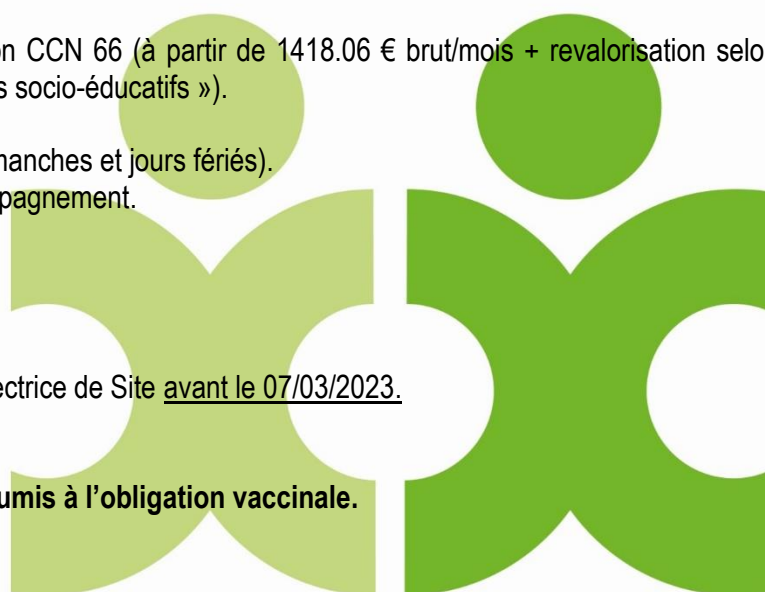 on CCN 66 (à partir de 1418.06 € brut/mois + revalorisation selo
s socio-éducatifs »).
manches et jours fériés).
pagnement.
ectrice de Site avant le 07/03/2023.
umis à l’obligation vaccinale.